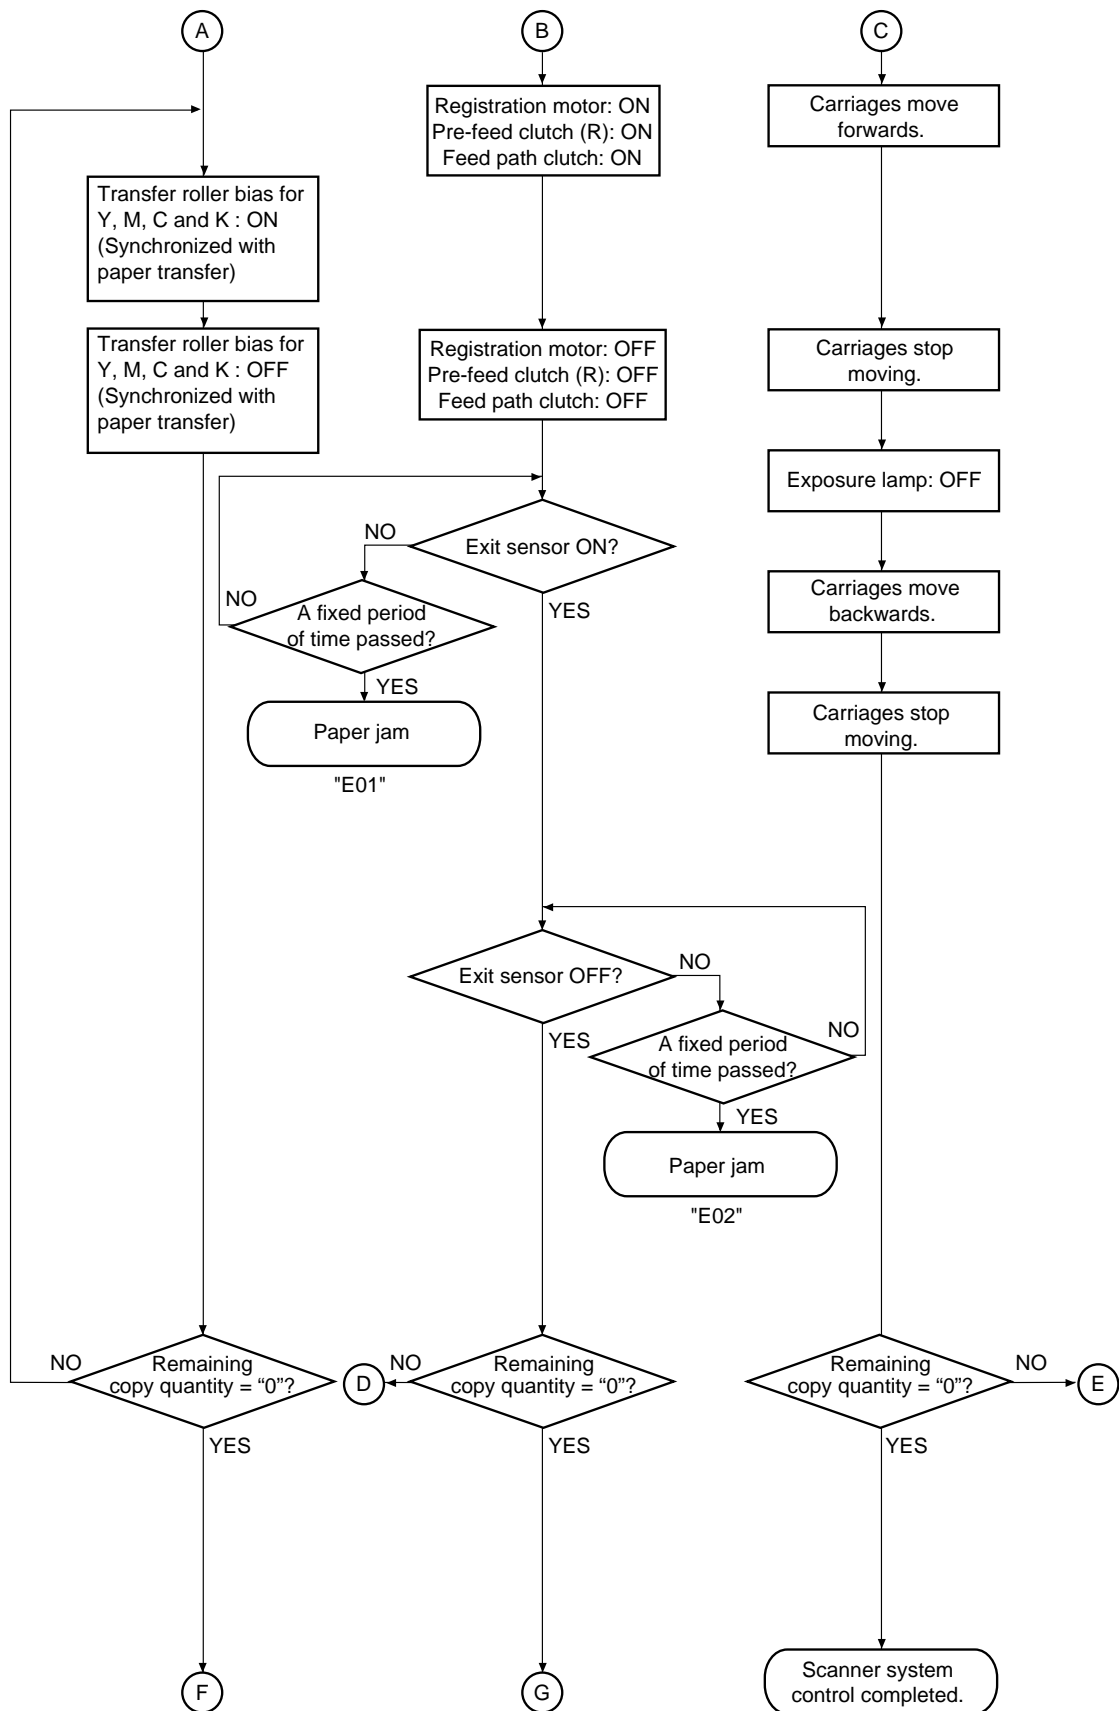 A
B
C
Registration motor: ON
Pre-feed clutch (R): ON
Feed path clutch: ON
Carriages move
forwards.
Transfer roller bias for
Y, M, C and K : ON
(Synchronized with
paper transfer)
Transfer roller bias for
Y, M, C and K : OFF
(Synchronized with
paper transfer)
Registration motor: OFF
Pre-feed clutch (R): OFF
Feed path clutch: OFF
Carriages stop
moving.
Exposure lamp: OFF
NO
Exit sensor ON?
NO
A fixed period
of time passed?
YES
YES
Carriages move
backwards.
Paper jam
"E01"
Carriages stop
moving.
Exit sensor OFF?
NO
YES
A fixed period
of time passed?
NO
YES
Paper jam
"E02"
NO
Remaining
copy quantity = “0”?
YES
D
NO
Remaining
copy quantity = “0”?
YES
Remaining
copy quantity = “0”?
NO
E
YES
F
G
Scanner system
control completed.